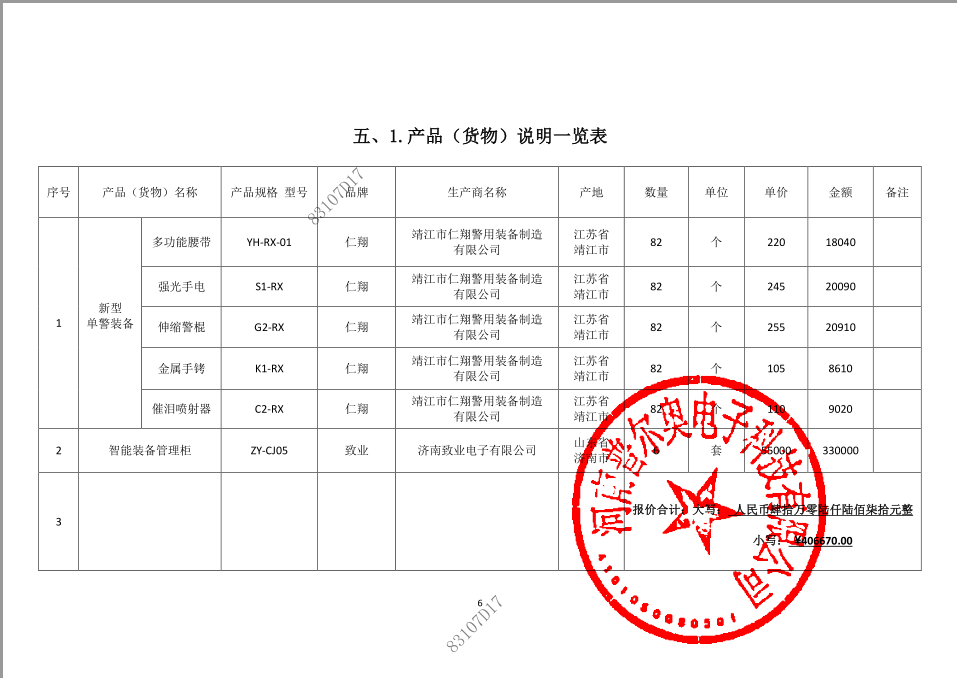 五、1.产品（货物）说明一览表
序号 产品（货物）名称 产品规格 型号 品牌 生产商名称 产地 数量 单位 单价 金额 备注
1 新型
单警装备
多功能腰带 YH-RX-01 仁翔 靖江市仁翔警用装备制造
有限公司 江苏省
靖江市 82 个 220 18040
强光手电 S1-RX 仁翔 靖江市仁翔警用装备制造
有限公司 江苏省
靖江市 82 个 245 20090
伸缩警棍 G2-RX 仁翔 靖江市仁翔警用装备制造
有限公司 江苏省
靖江市 82 个 255 20910
金属手铐 K1-RX 仁翔 靖江市仁翔警用装备制造
有限公司 江苏省
靖江市 82 个 105 8610
催泪喷射器 C2-RX 仁翔 靖江市仁翔警用装备制造
有限公司 江苏省
靖江市 82 个 110 9020
2 智能装备管理柜 ZY-CJ05 致业 济南致业电子有限公司 山东省
济南市 6 套 55000 330000
3 报价合计：大写： 人民币肆拾万零陆仟陆佰柒拾元整
小写： ¥406670.00
6
83107D17
83107D17
河南普尔奥电子科技有限公司